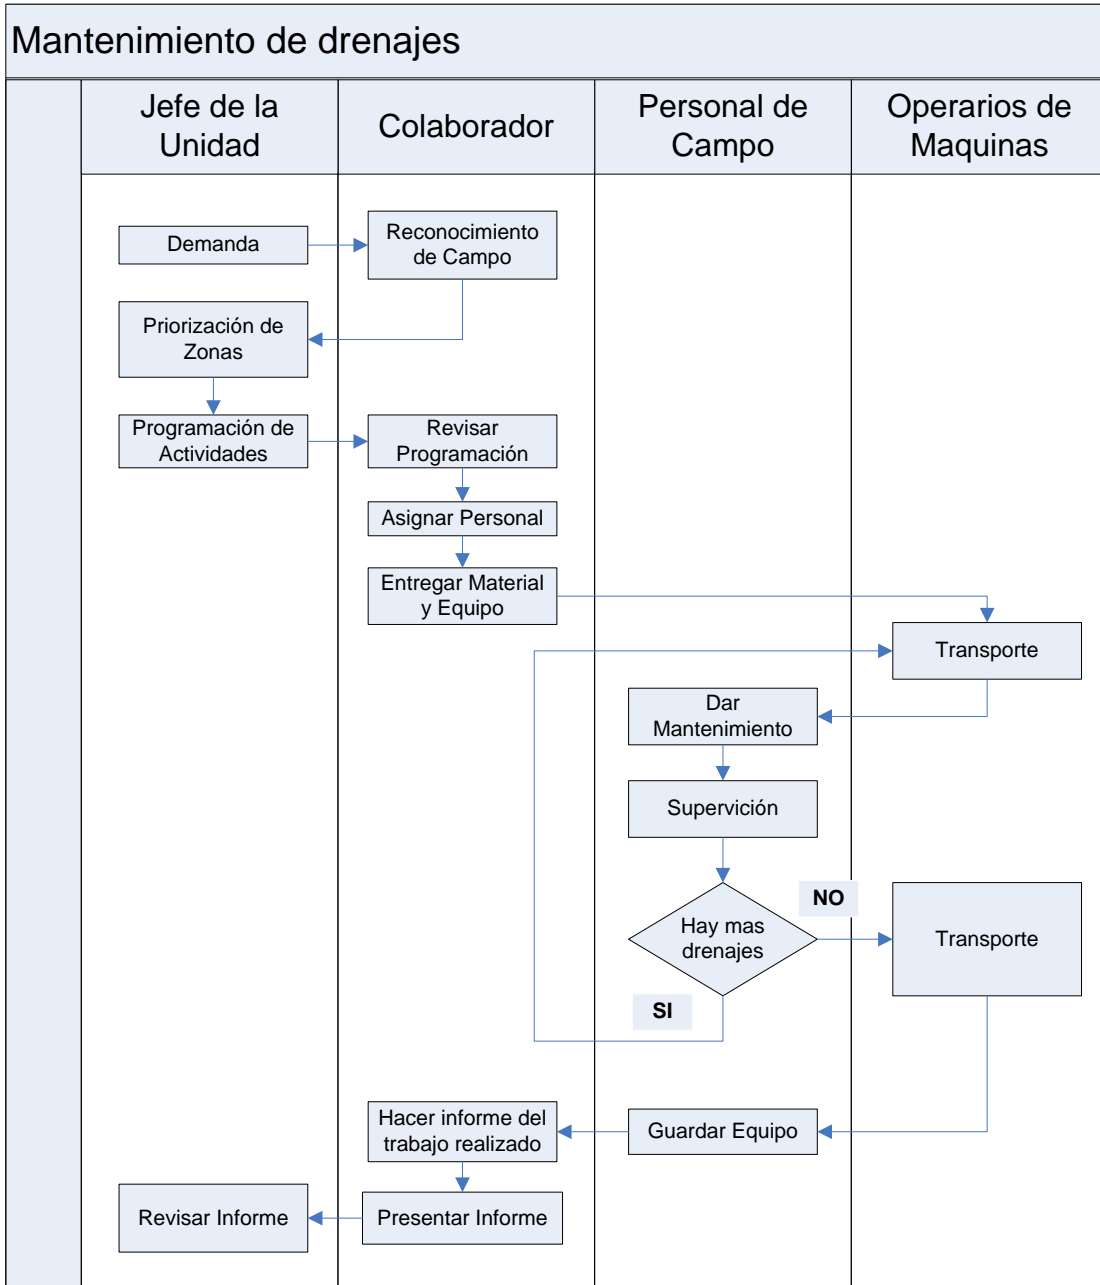 Mantenimiento de drenajes
Jefe de la
Unidad
Colaborador
Personal de
Campo
Operarios de
Maquinas
Demanda
Reconocimiento
de Campo
Priorización de
Zonas
Programación de
Actividades
Revisar
Programación
Asignar Personal
Entregar Material
y Equipo
Transporte
Dar
Mantenimiento
Supervición
Hay mas
drenajes
NO
Transporte
SI
Hacer informe del
trabajo realizado
Guardar Equipo
Revisar Informe
Presentar Informe